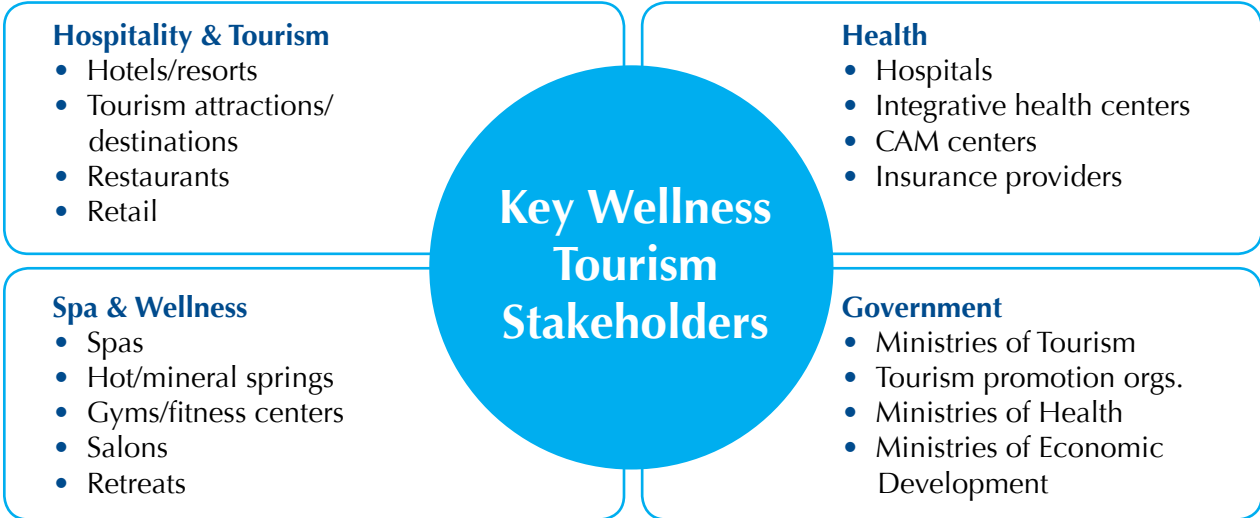 Hospitality & Tourism
• Hotels/resorts
• Tourism attractions/
destinations
• Restaurants
• Retail
Health
• Hospitals
• Integrative health centers
• CAM centers
• Insurance providers
Key Wellness
Tourism
Stakeholders
Spa & Wellness
• Spas
• Hot/mineral springs
• Gyms/fitness centers
• Salons
• Retreats
Government
• Ministries of Tourism
• Tourism promotion orgs.
• Ministries of Health
• Ministries of Economic
Development